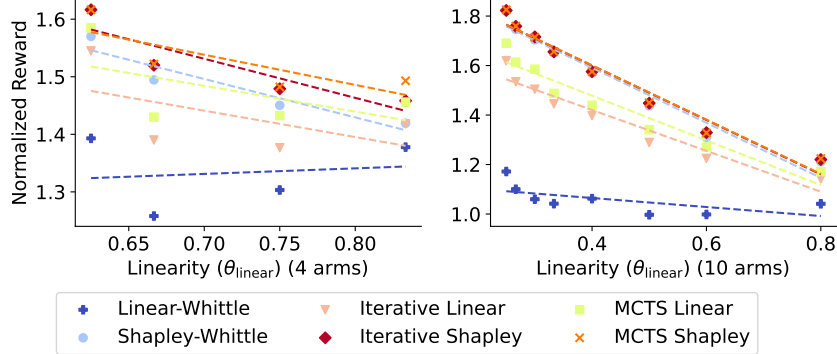 1.6
1.5
1.4
1.3
Normalized Reward
0.65 0.70 0.75 0.80
Linearity (θlinear) (4 arms)
1.8
1.6
1.4
1.2
1.0
0.4 0.6 0.8
Linearity (θlinear) (10 arms)
Linear-Whittle Iterative Linear MCTS Linear
Shapley-Whittle Iterative Shapley MCTS Shapley